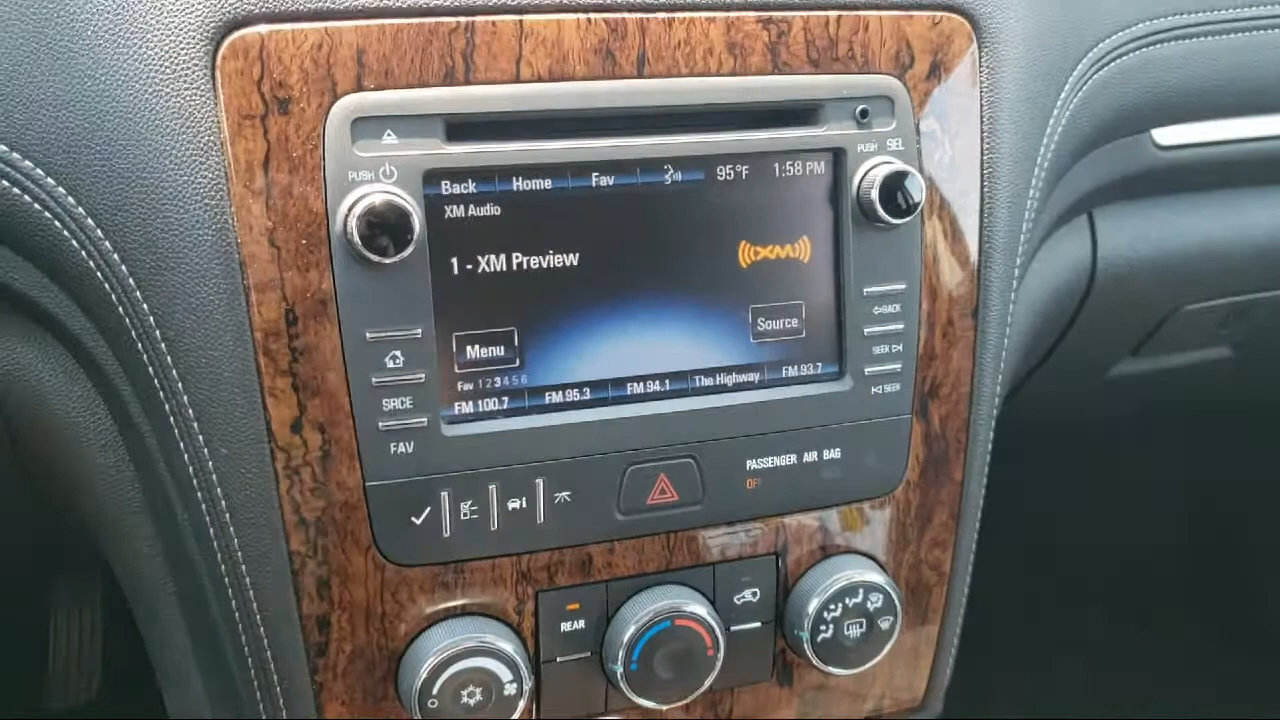 PUSH
PUSH SEL
Back Home Fav 95°F 1:58 PM
XM Audio
1 - XM Preview
((XM))
Menu
Source
Fav 1 2 3 4 5 6
FM 100.7 FM 95.3 FM 94.1 The Highway FM 93.7
SRCE
FAV
BACK
SEEK
SEEK
PASSENGER AIR BAG
OFF
REAR